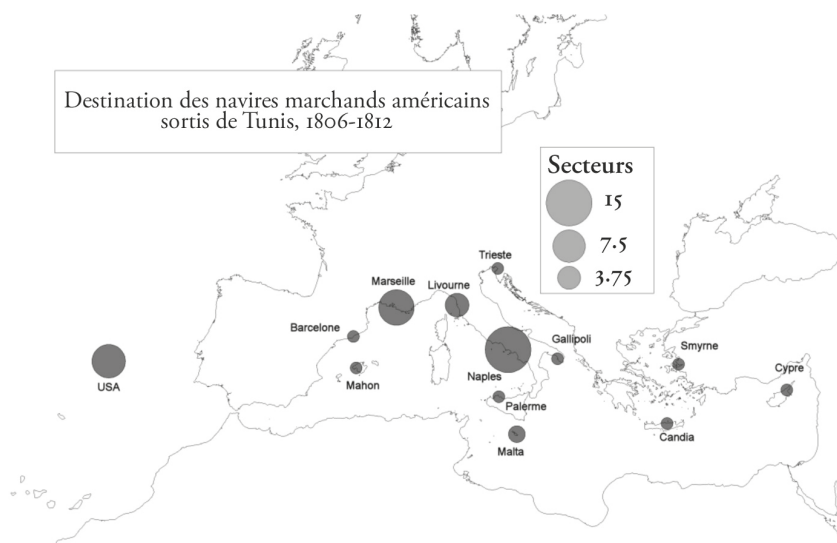 Destination des navires marchands américains
sortis de Tunis, 1806-1812
Secteurs
15
7.5
3.75
Trieste
Marseille
Livourne
Barcelone
Gallipoli
Smyrne
USA
Mahon
Naples
Cypre
Palerme
Candia
Malta